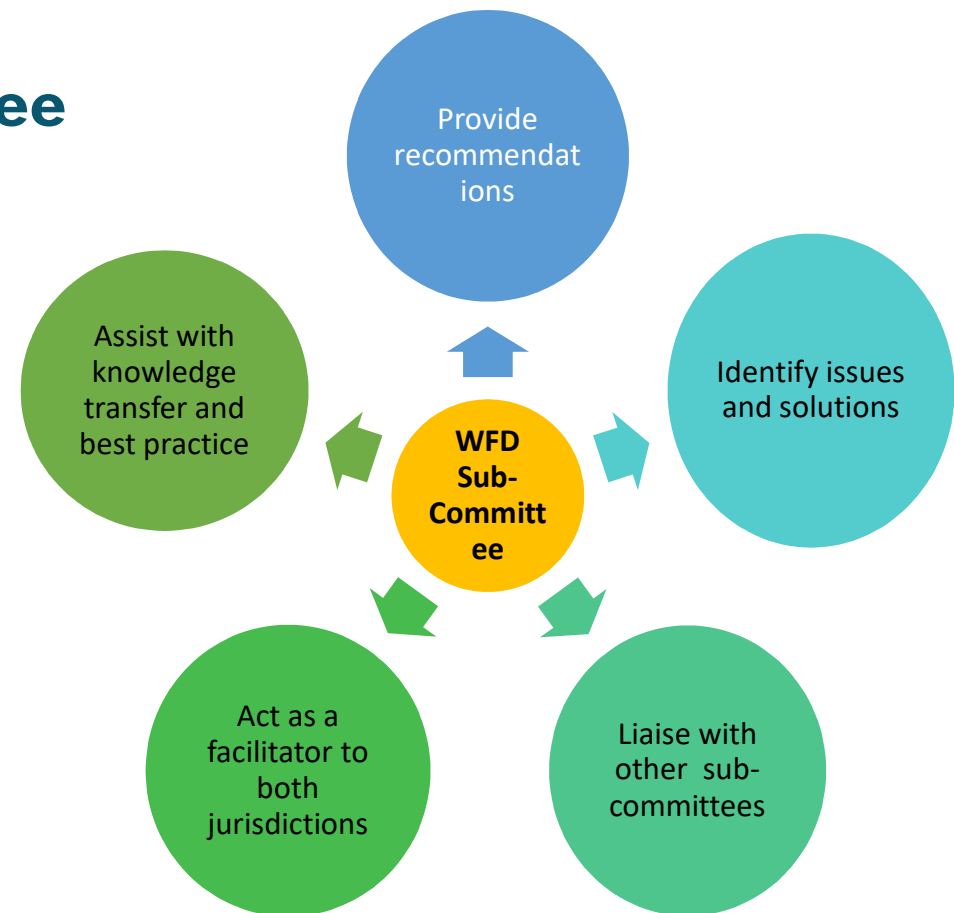 ee
Provide
recommendat
ions
Identify issues
and solutions
Assist with
knowledge
transfer and
best practice
WFD
Sub-
Committ
ee
Act as a
facilitator to
both
jurisdictions
Liaise with
other  sub-
committees